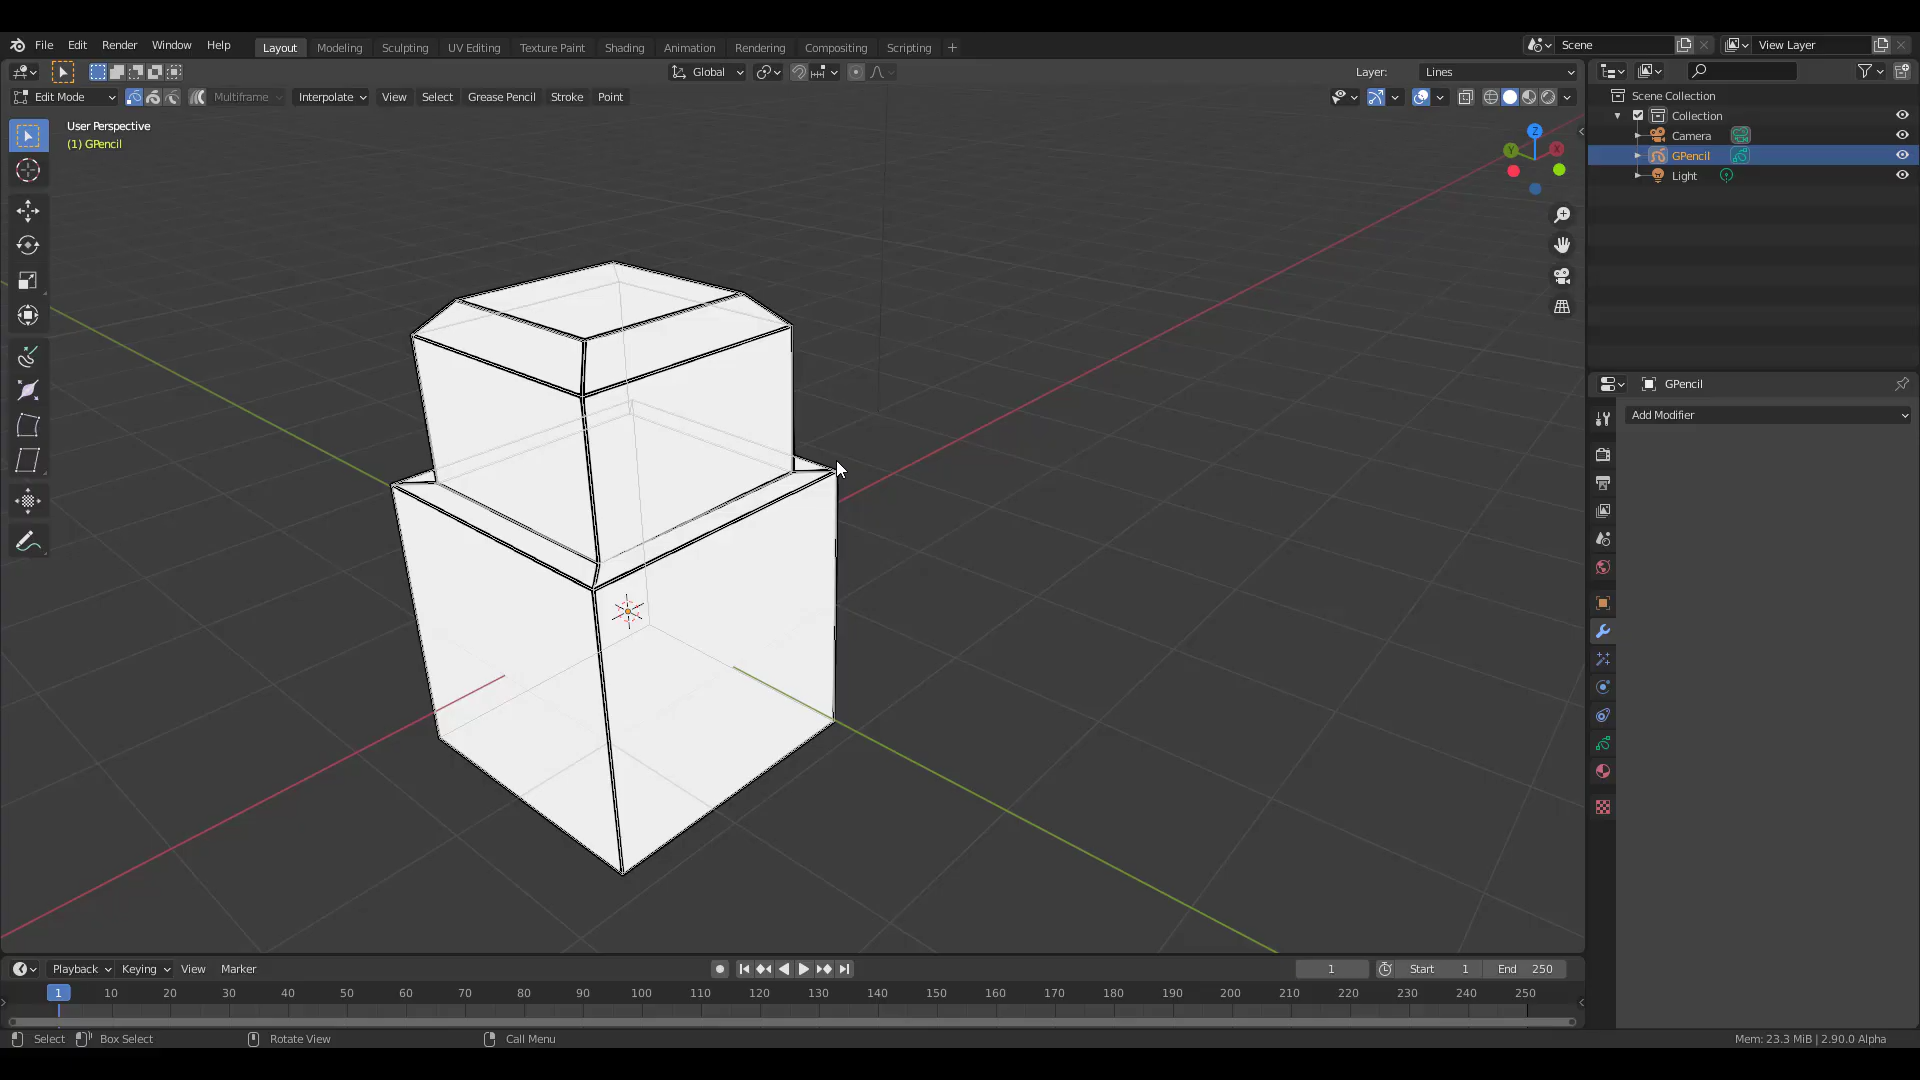 File Edit Render Window Help Layout Modeling Sculpting UV Editing Texture Paint Shading Animation Rendering Compositing Scripting + Scene View Layer
Global Layer: Lines
Edit Mode Multiframe Interpolate View Select Grease Pencil Stroke Point
User Perspective
(1) GPencil
Z
Y
X
Scene Collection
Collection
Camera
GPencil
Light
GPencil
Add Modifier
Playback Keying View Marker 1 Start 1 End 250
1 10 20 30 40 50 60 70 80 90 100 110 120 130 140 150 160 170 180 190 200 210 220 230 240 250
Select Box Select Rotate View Call Menu Mem: 23.3 MiB | 2.90.0 Alpha